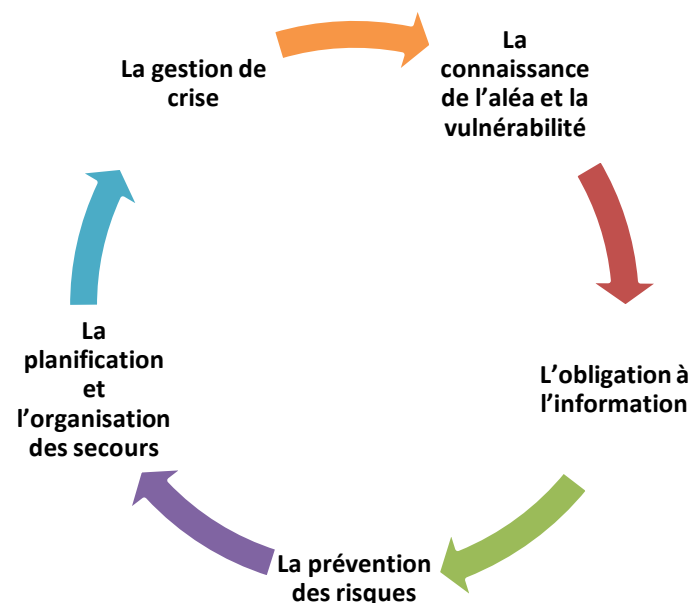 La gestion de
crise
La
connaissance
de l’aléa et la
vulnérabilité
L’obligation à
l’information
La prévention
des risques
La
planification
et
l’organisation
des secours